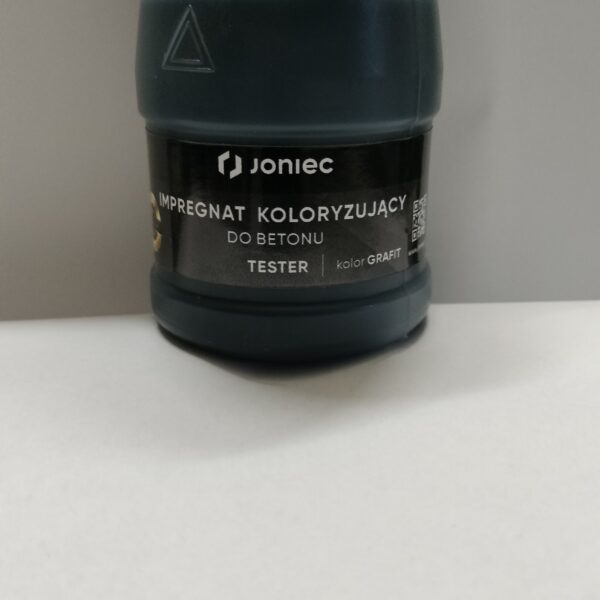 Joniec
IMPREGNAT KOLORYZUJĄCY
DO BETONU
TESTER | kolor GRAFIT